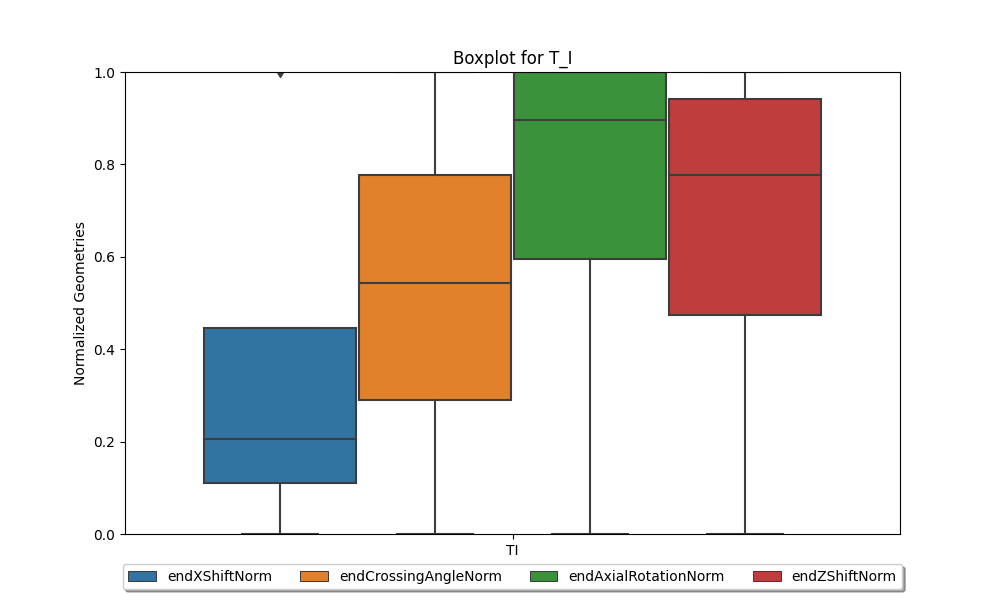 Boxplot for T_I
1.0
0.8
0.6
0.4
0.2
0.0
Normalized Geometries
TI
endXShiftNorm endCrossingAngleNorm endAxialRotationNorm endZShiftNorm